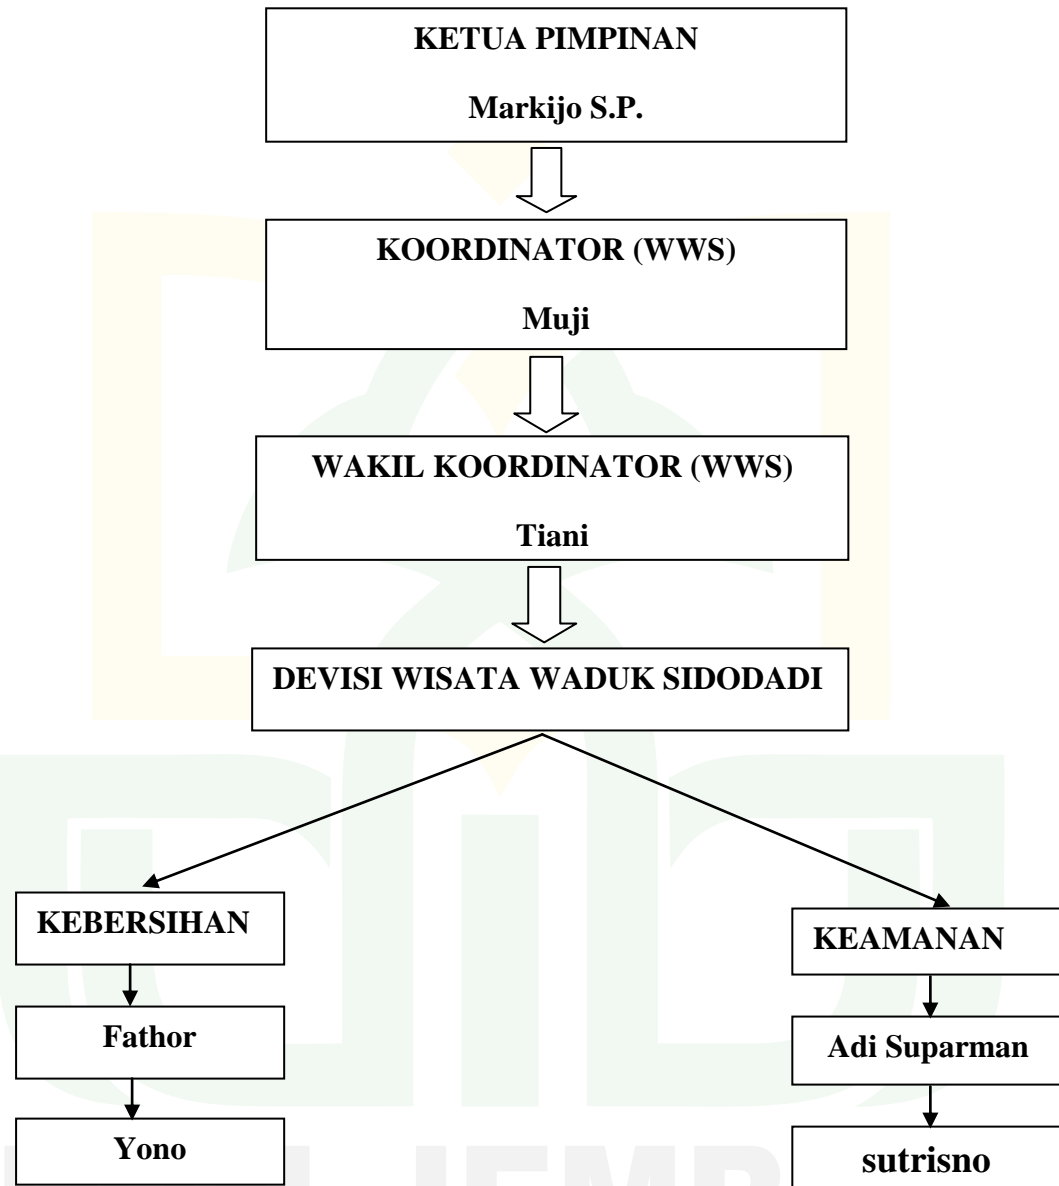 KETUA PIMPINAN
Markijo S.P.
KOORDINATOR (WWS)
Muji
WAKIL KOORDINATOR (WWS)
Tiani
DEVISI WISATA WADUK SIDODADI
KEBERSIHAN
KEAMANAN
Fathor
Adi Suparman
Yono
sutrisno